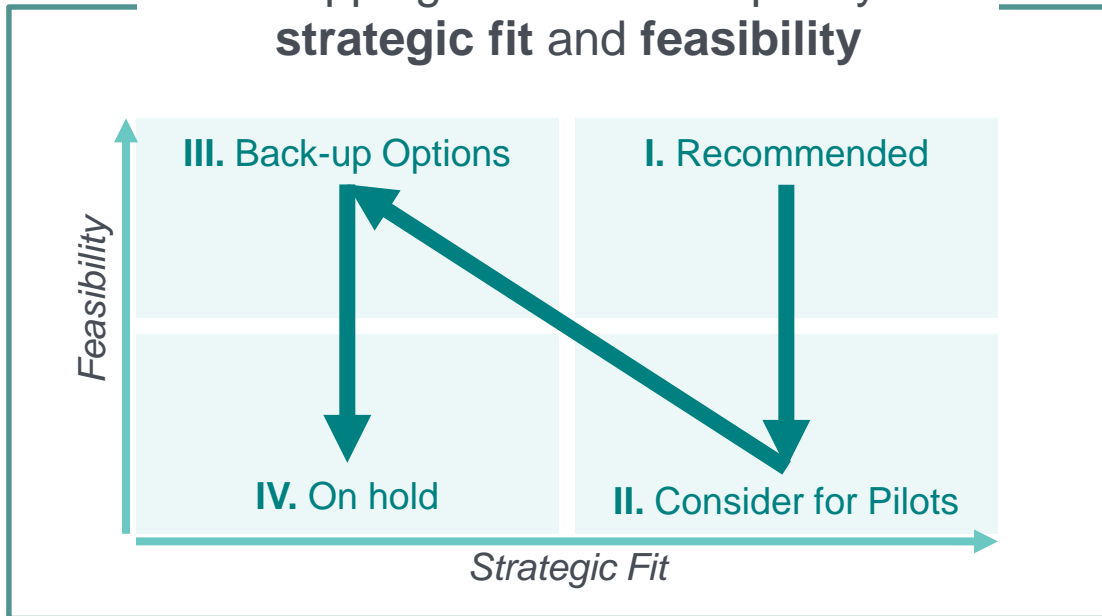 strategic fit and feasibility
III. Back-up Options
I. Recommended
Feasibility
IV. On hold
II. Consider for Pilots
Strategic Fit